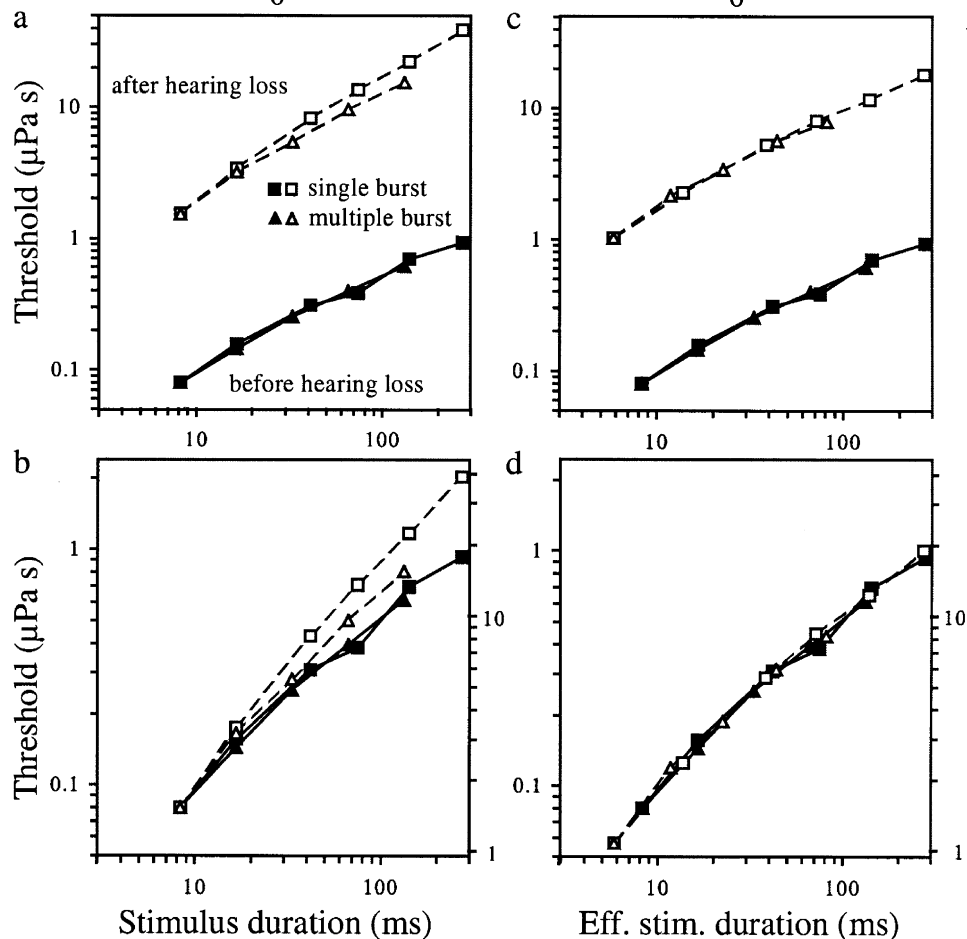 a
c
after hearing loss
10
10
single burst
multiple burst
Threshold (µPa s)
1
1
before hearing loss
0.1
0.1
10
100
10
100
b
d
1
1
10
10
Threshold (µPa s)
0.1
0.1
1
1
10
100
10
100
Stimulus duration (ms)
Eff. stim. duration (ms)